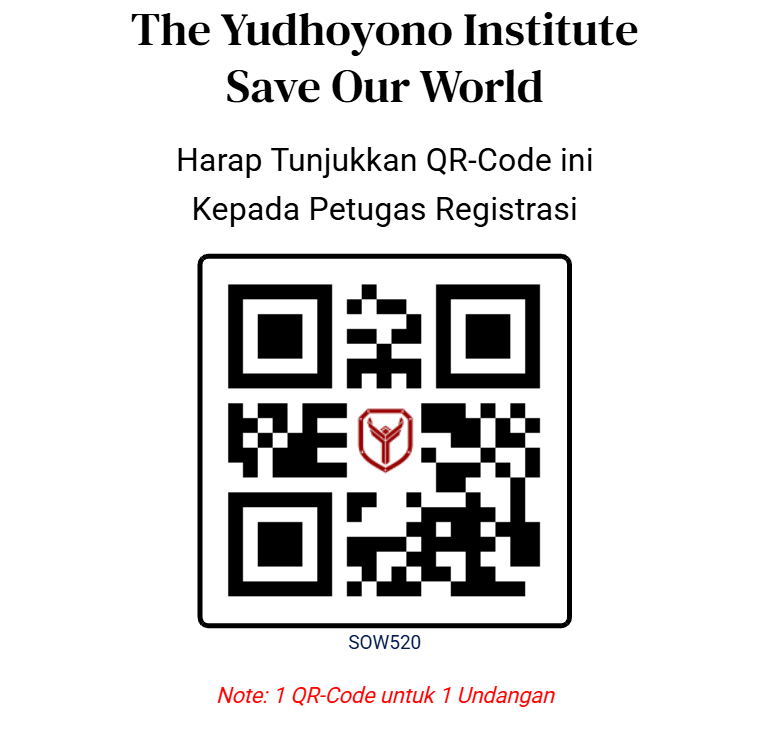 The Yudhoyono Institute
Save Our World
Harap Tunjukkan QR-Code ini
Kepada Petugas Registrasi
SOW520
Note: 1 QR-Code untuk 1 Undangan